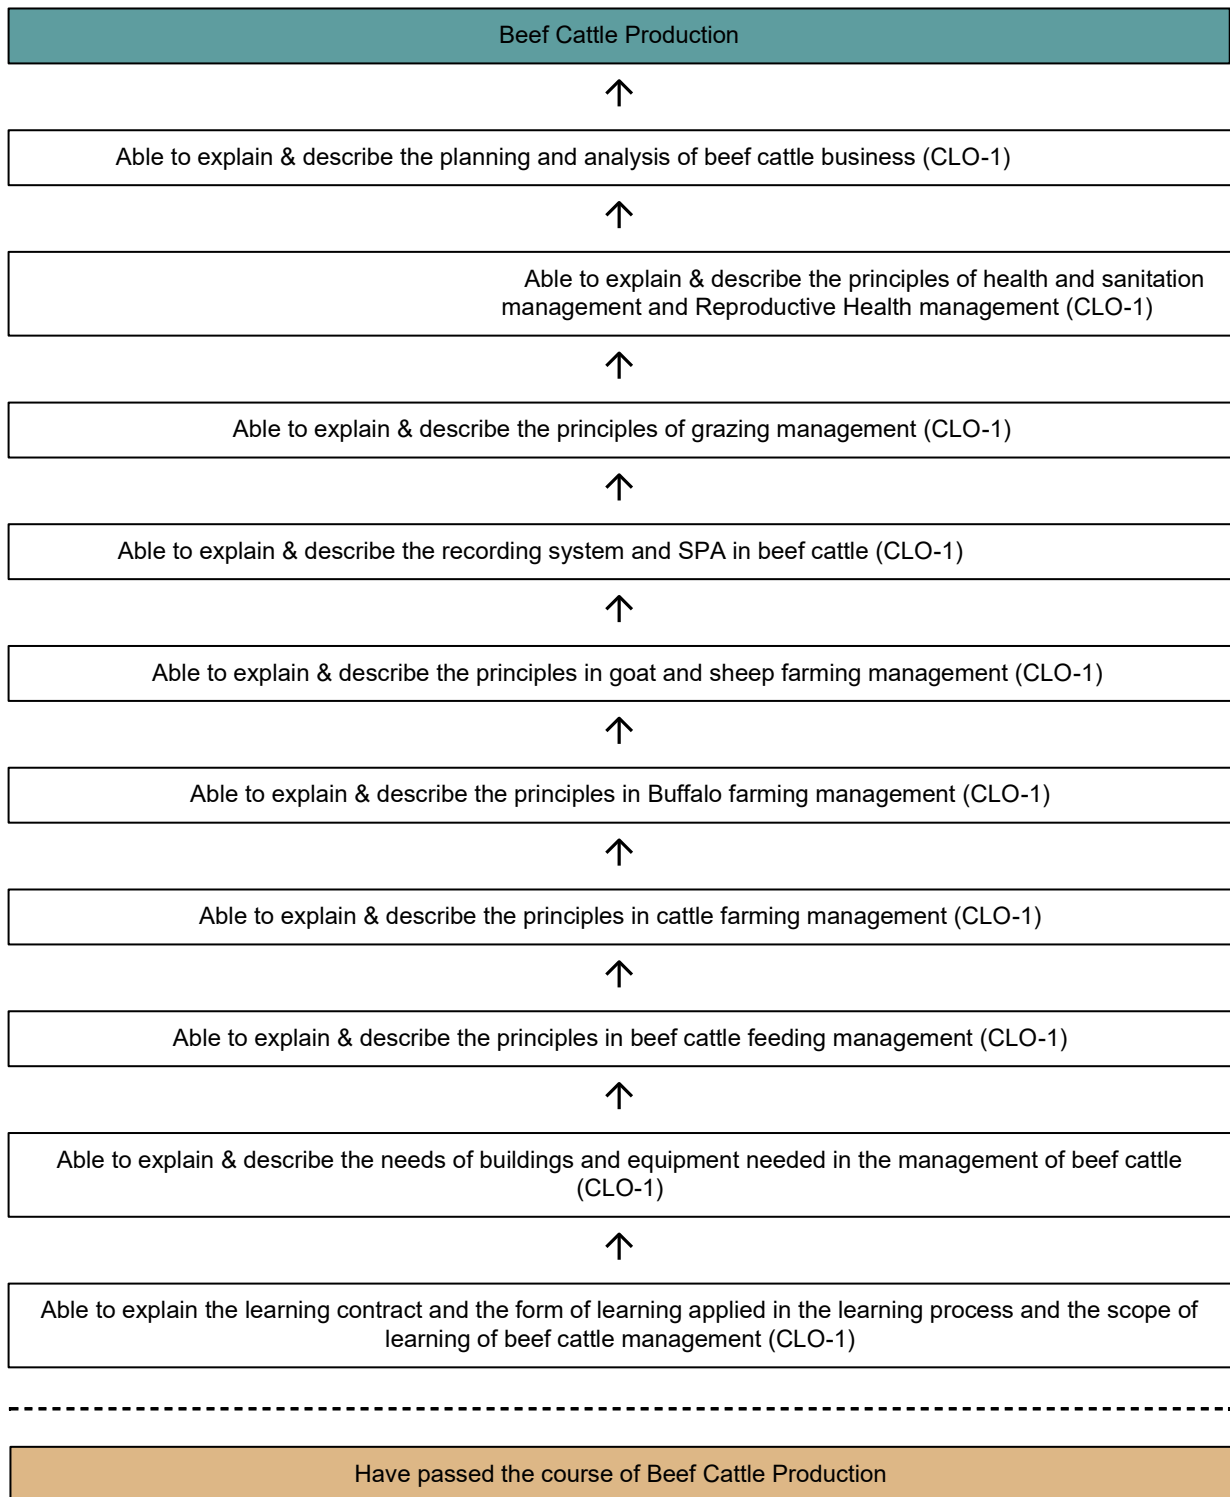 Beef Cattle Production
Able to explain & describe the planning and analysis of beef cattle business (CLO-1)
Able to explain & describe the principles of health and sanitation
management and Reproductive Health management (CLO-1)
Able to explain & describe the principles of grazing management (CLO-1)
Able to explain & describe the recording system and SPA in beef cattle (CLO-1)
Able to explain & describe the principles in goat and sheep farming management (CLO-1)
Able to explain & describe the principles in Buffalo farming management (CLO-1)
Able to explain & describe the principles in cattle farming management (CLO-1)
Able to explain & describe the principles in beef cattle feeding management (CLO-1)
Able to explain & describe the needs of buildings and equipment needed in the management of beef cattle
(CLO-1)
Able to explain the learning contract and the form of learning applied in the learning process and the scope of
learning of beef cattle management (CLO-1)
Have passed the course of Beef Cattle Production